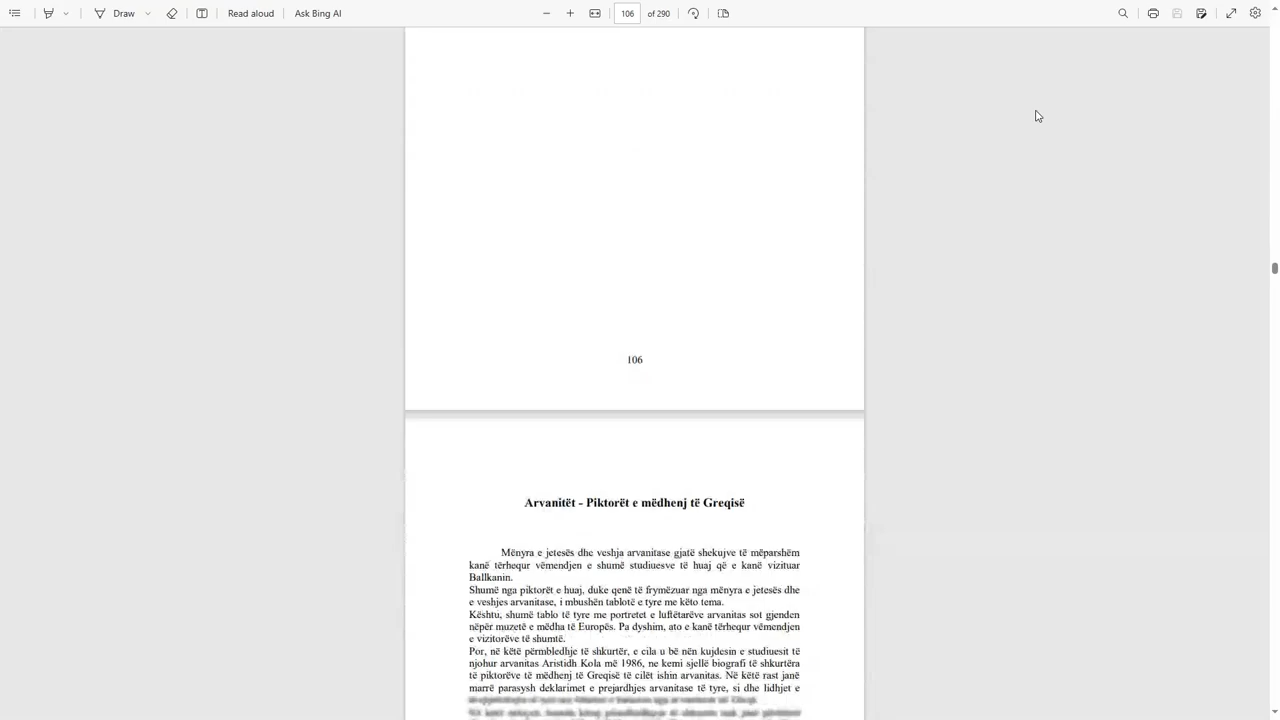 Draw
Read aloud
Ask Bing AI
106
of 290
106
Arvanitët - Piktorët e mëdhenj të Greqisë
Mënyra e jetesës dhe veshja arvanitase gjatë shekujve të mëparshëm
kanë tërhequr vëmendjen e shumë studiuesve të huaj që e kanë vizituar
Ballkanin.
Shumë nga piktorët e huaj, duke qenë të frymëzuar nga mënyra e jetesës dhe
e veshjes arvanitase, i mbushën tablotë e tyre me këto tema.
Kështu, shumë tablo të tyre me portretet e luftëtarëve arvanitas sot gjenden
nëpër muzetë e mëdha të Europës. Pa dyshim, ato e kanë tërhequr vëmendjen
e vizitorëve të shumtë.
Por, në këtë përmbledhje të shkurtër, e cila u bë nën kujdesin e studiuesit të
njohur arvanitas Aristidh Kola më 1986, ne kemi sjellë biografi të shkurtëra
të piktorëve të mëdhenj të Greqisë të cilët ishin arvanitas. Në këtë rast janë
marrë parasysh deklarimet e prejardhjes arvanitase të tyre, si dhe lidhjet e